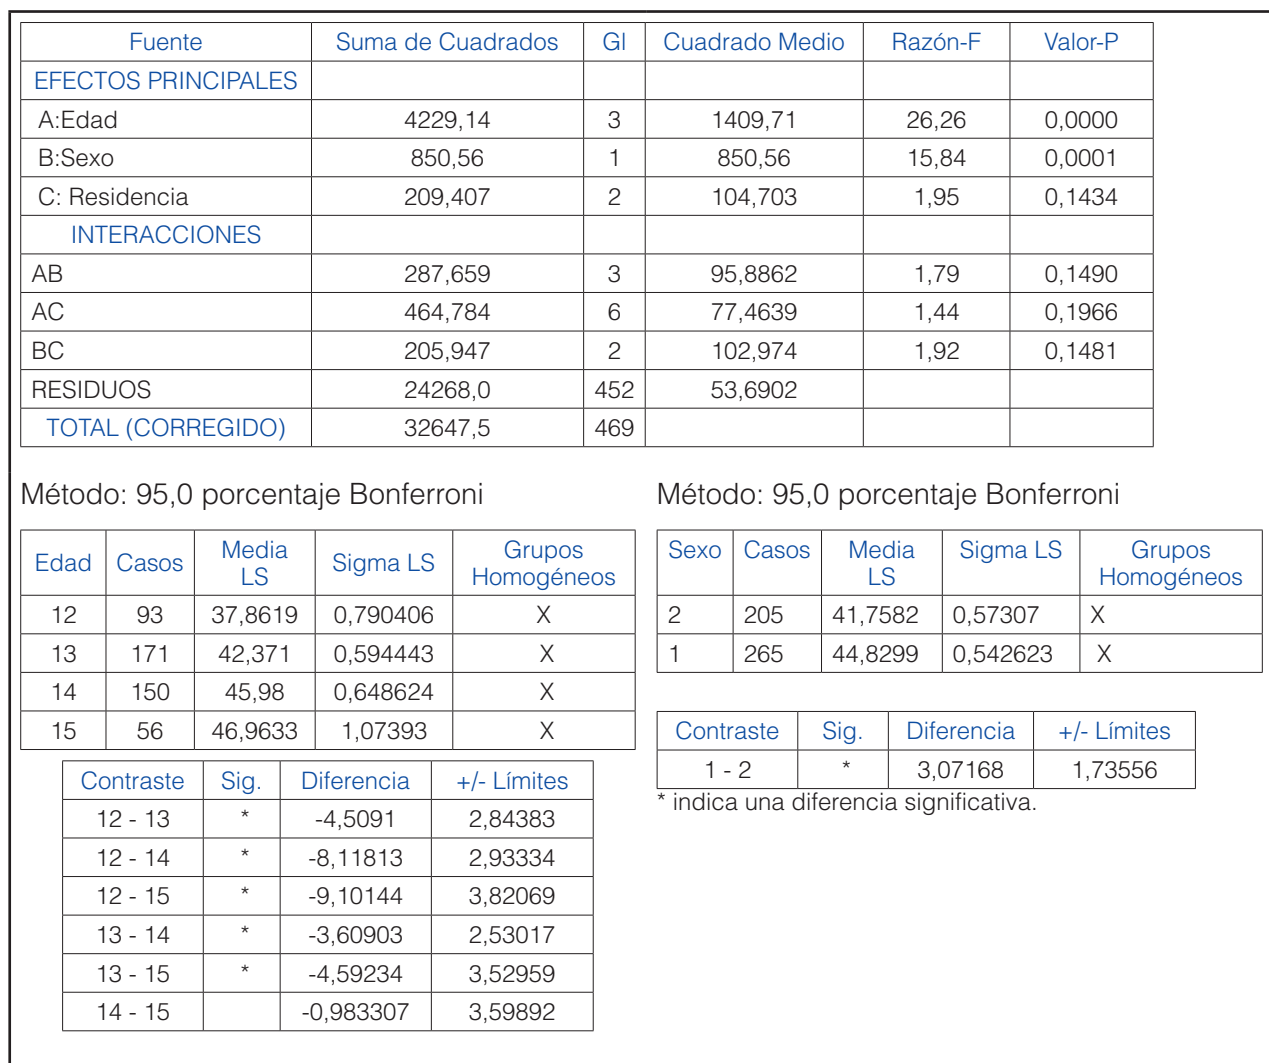 Fuente Suma de Cuadrados Gl Cuadrado Medio Razón-F Valor-P
EFECTOS PRINCIPALES
A:Edad 4229,14 3 1409,71 26,26 0,0000
B:Sexo 850,56 1 850,56 15,84 0,0001
C: Residencia 209,407 2 104,703 1,95 0,1434
INTERACCIONES
AB 287,659 3 95,8862 1,79 0,1490
AC 464,784 6 77,4639 1,44 0,1966
BC 205,947 2 102,974 1,92 0,1481
RESIDUOS 24268,0 452 53,6902
TOTAL (CORREGIDO) 32647,5 469
Método: 95,0 porcentaje Bonferroni
Edad Casos Media LS Sigma LS Grupos Homogéneos
12 93 37,8619 0,790406 X
13 171 42,371 0,594443 X
14 150 45,98 0,648624 X
15 56 46,9633 1,07393 X
Contraste Sig. Diferencia +/- Límites
12 - 13 * -4,5091 2,84383
12 - 14 * -8,11813 2,93334
12 - 15 * -9,10144 3,82069
13 - 14 * -3,60903 2,53017
13 - 15 * -4,59234 3,52959
14 - 15 -0,983307 3,59892
Método: 95,0 porcentaje Bonferroni
Sexo Casos Media LS Sigma LS Grupos Homogéneos
2 205 41,7582 0,57307 X
1 265 44,8299 0,542623 X
Contraste Sig. Diferencia +/- Límites
1 - 2 * 3,07168 1,73556
* indica una diferencia significativa.